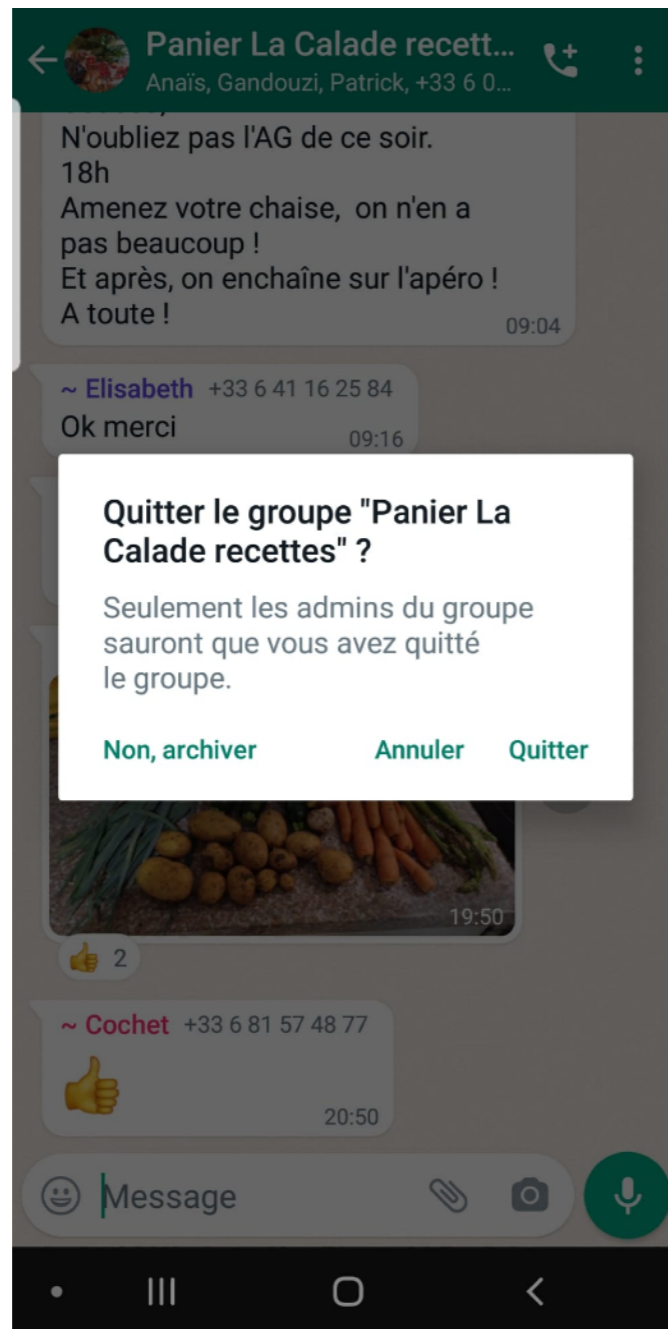 Panier La Calade recett...
Anaïs, Gandouzi, Patrick, +33 6 0...
N'oubliez pas l'AG de ce soir.
18h
Amenez votre chaise, on n'en a
pas beaucoup !
Et après, on enchaîne sur l'apéro !
A toute !
09:04
~ Elisabeth +33 6 41 16 25 84
Ok merci
09:16
Quitter le groupe "Panier La
Calade recettes" ?
Seulement les admins du groupe
sauront que vous avez quitté
le groupe.
Non, archiver Annuler Quitter
19:50
2
~ Cochet +33 6 81 57 48 77
20:50
Message